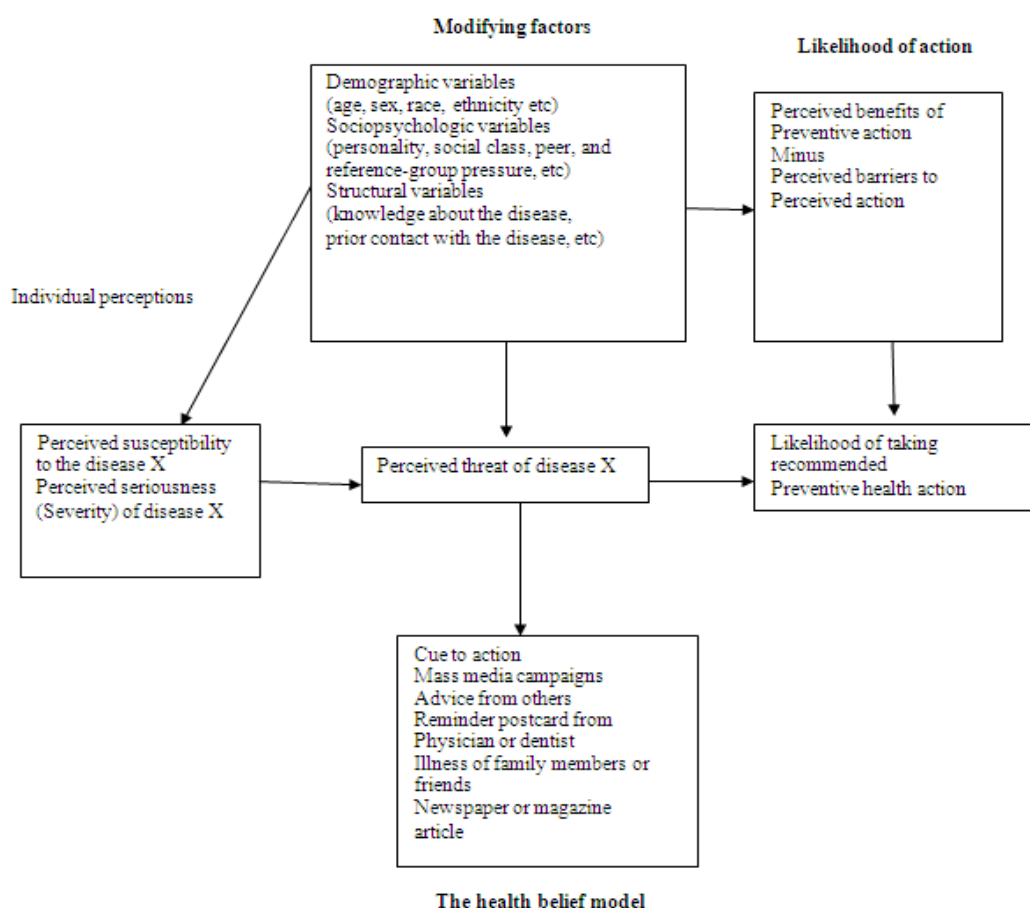 Modifying factors
Likelihood of action
Demographic variables
(age, sex, race, ethnicity etc)
Sociopsychologic variables
(personality, social class, peer, and
reference-group pressure, etc)
Structural variables
(knowledge about the disease,
prior contact with the disease, etc)
Perceived benefits of
Preventive action
Minus
Perceived barriers to
Perceived action
Individual perceptions
Perceived susceptibility
to the disease X
Perceived seriousness
(Severity) of disease X
Perceived threat of disease X
Likelihood of taking
recommended
Preventive health action
Cue to action
Mass media campaigns
Advice from others
Reminder postcard from
Physician or dentist
Illness of family members or
friends
Newspaper or magazine
article
The health belief model